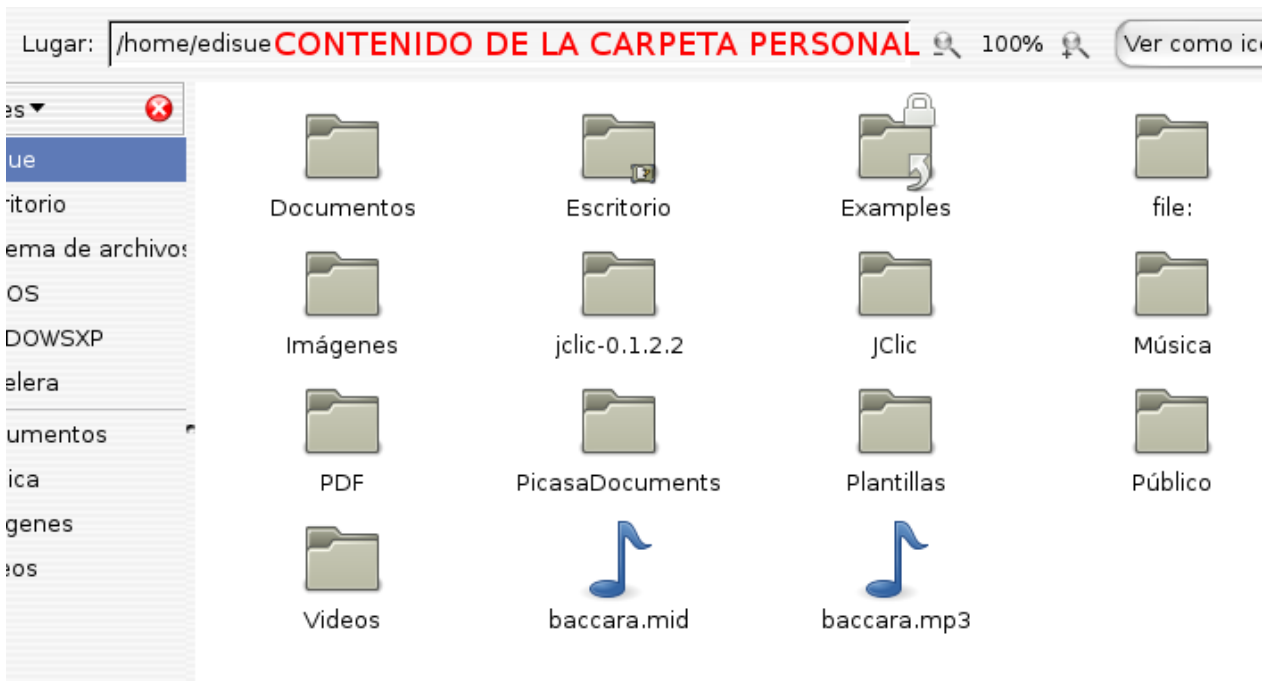 Lugar: /home/edisue CONTENIDO DE LA CARPETA PERSONAL 100% Ver como ico
es
ue
ritorio
ema de archivos
OS
DOWSXP
elera
umentos
ica
genes
eos
Documentos Escritorio Examples file:
Imágenes jclic-0.1.2.2 JClic Música
PDF PicasaDocuments Plantillas Público
Videos baccara.mid baccara.mp3